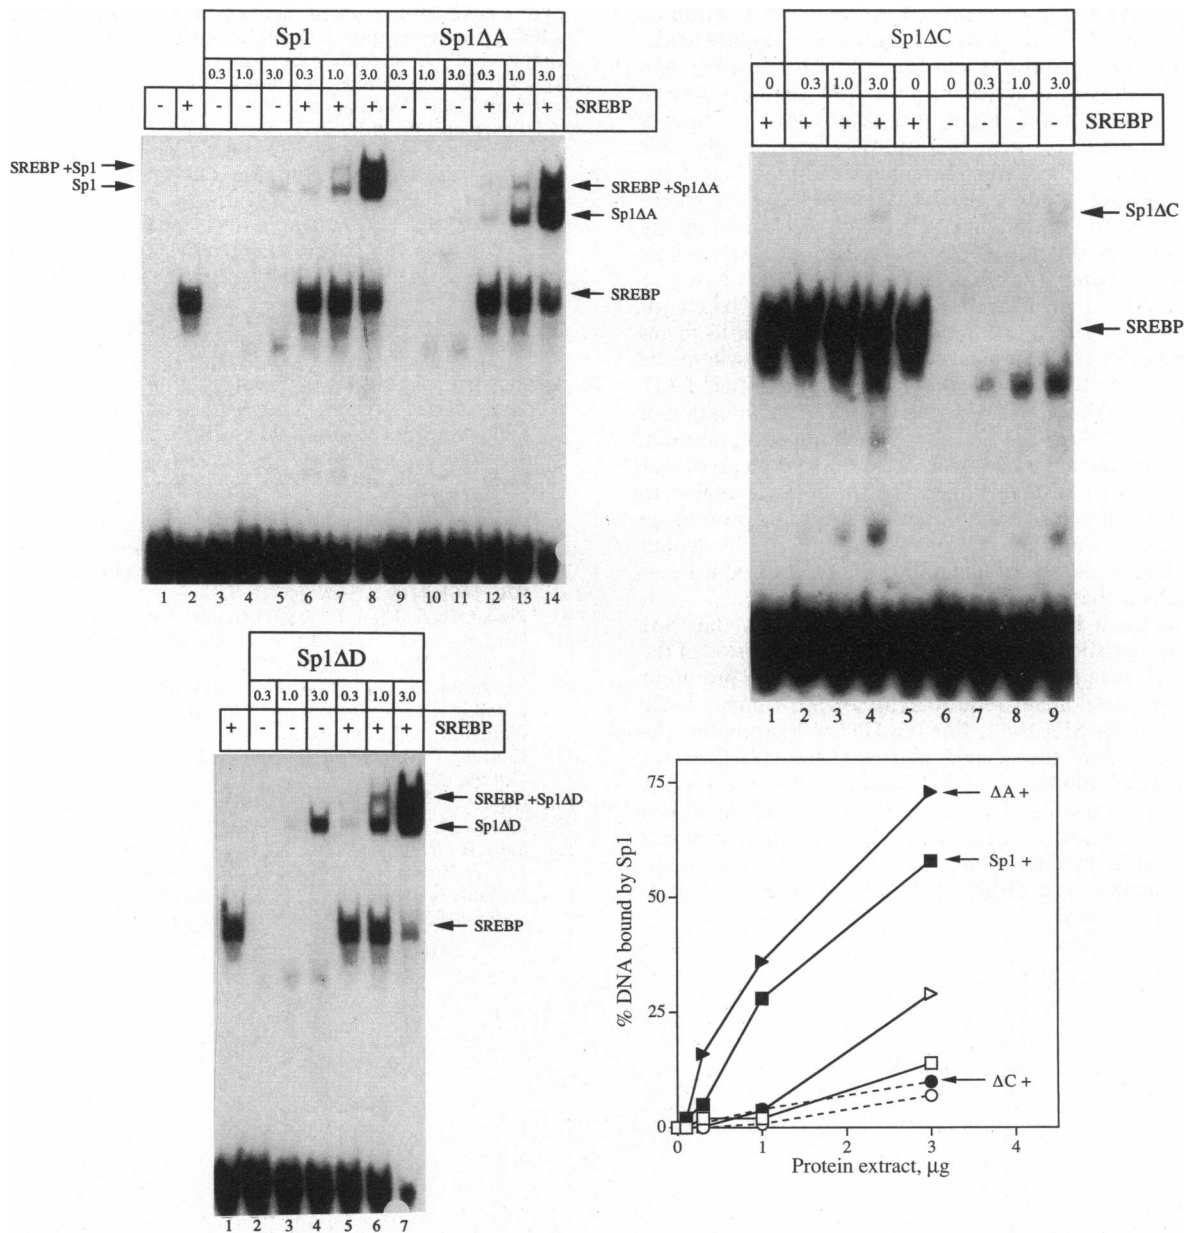 Sp1 Sp1ΔA
0.3 1.0 3.0 0.3 1.0 3.0 0.3 1.0 3.0 0.3 1.0 3.0
- + - - - + + + - - - + + + SREBP
SREBP +Sp1
Sp1
SREBP +Sp1ΔA
Sp1ΔA
SREBP
1 2 3 4 5 6 7 8 9 10 11 12 13 14
Sp1ΔC
0 0.3 1.0 3.0 0 0 0.3 1.0 3.0
+ + + + + - - - - SREBP
Sp1ΔC
SREBP
1 2 3 4 5 6 7 8 9
Sp1ΔD
0.3 1.0 3.0 0.3 1.0 3.0
+ - - - + + + SREBP
SREBP +Sp1ΔD
Sp1ΔD
SREBP
1 2 3 4 5 6 7
% DNA bound by Sp1
75
50
25
0
ΔA +
Sp1 +
ΔC +
0 1 2 3 4
Protein extract, μg